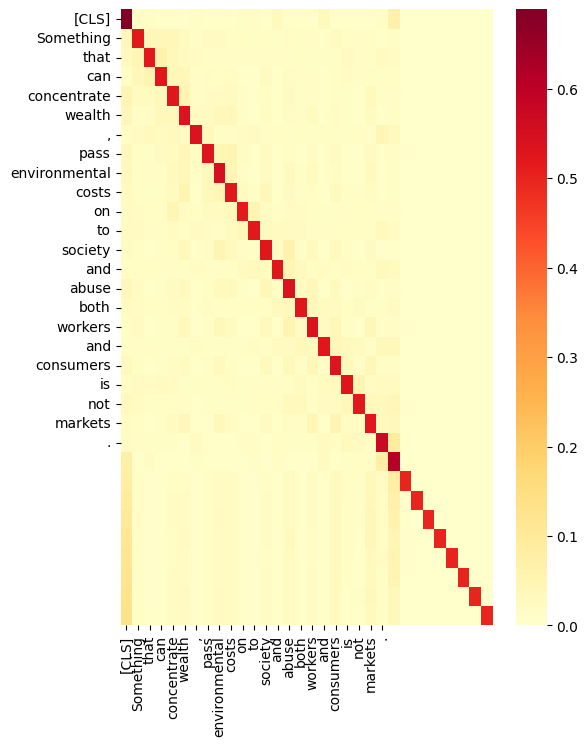 [CLS]
Something
that
can
concentrate
wealth
,
pass
environmental
costs
on
to
society
and
abuse
both
workers
and
consumers
is
not
markets
.
0.6
0.5
0.4
0.3
0.2
0.1
0.0
[CLS]
Something
that
can
concentrate
wealth
,
pass
environmental
costs
on
to
society
and
abuse
both
workers
and
consumers
is
not
markets
.